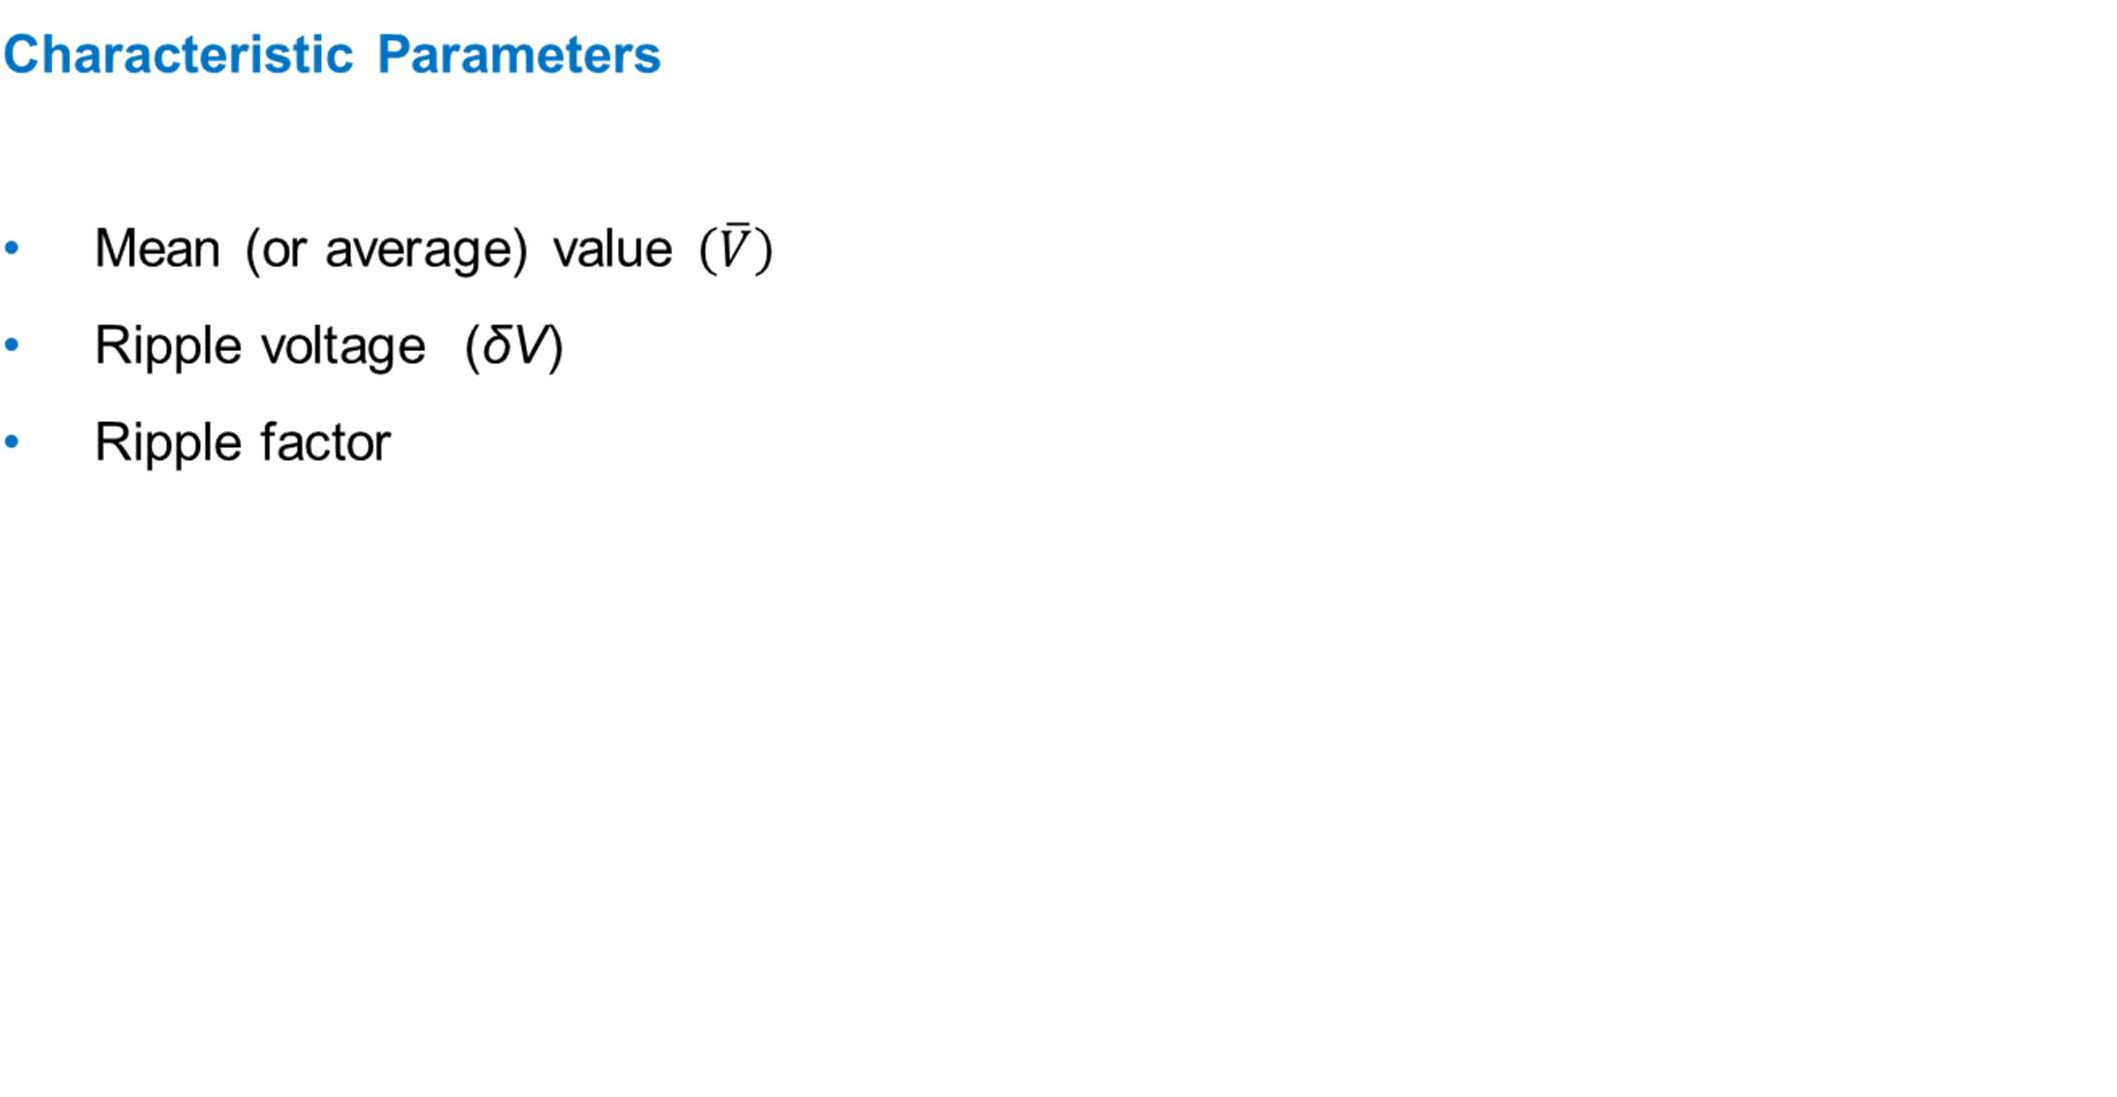 Characteristic Parameters
• Mean (or average) value (V̄)
• Ripple voltage (δV)
• Ripple factor